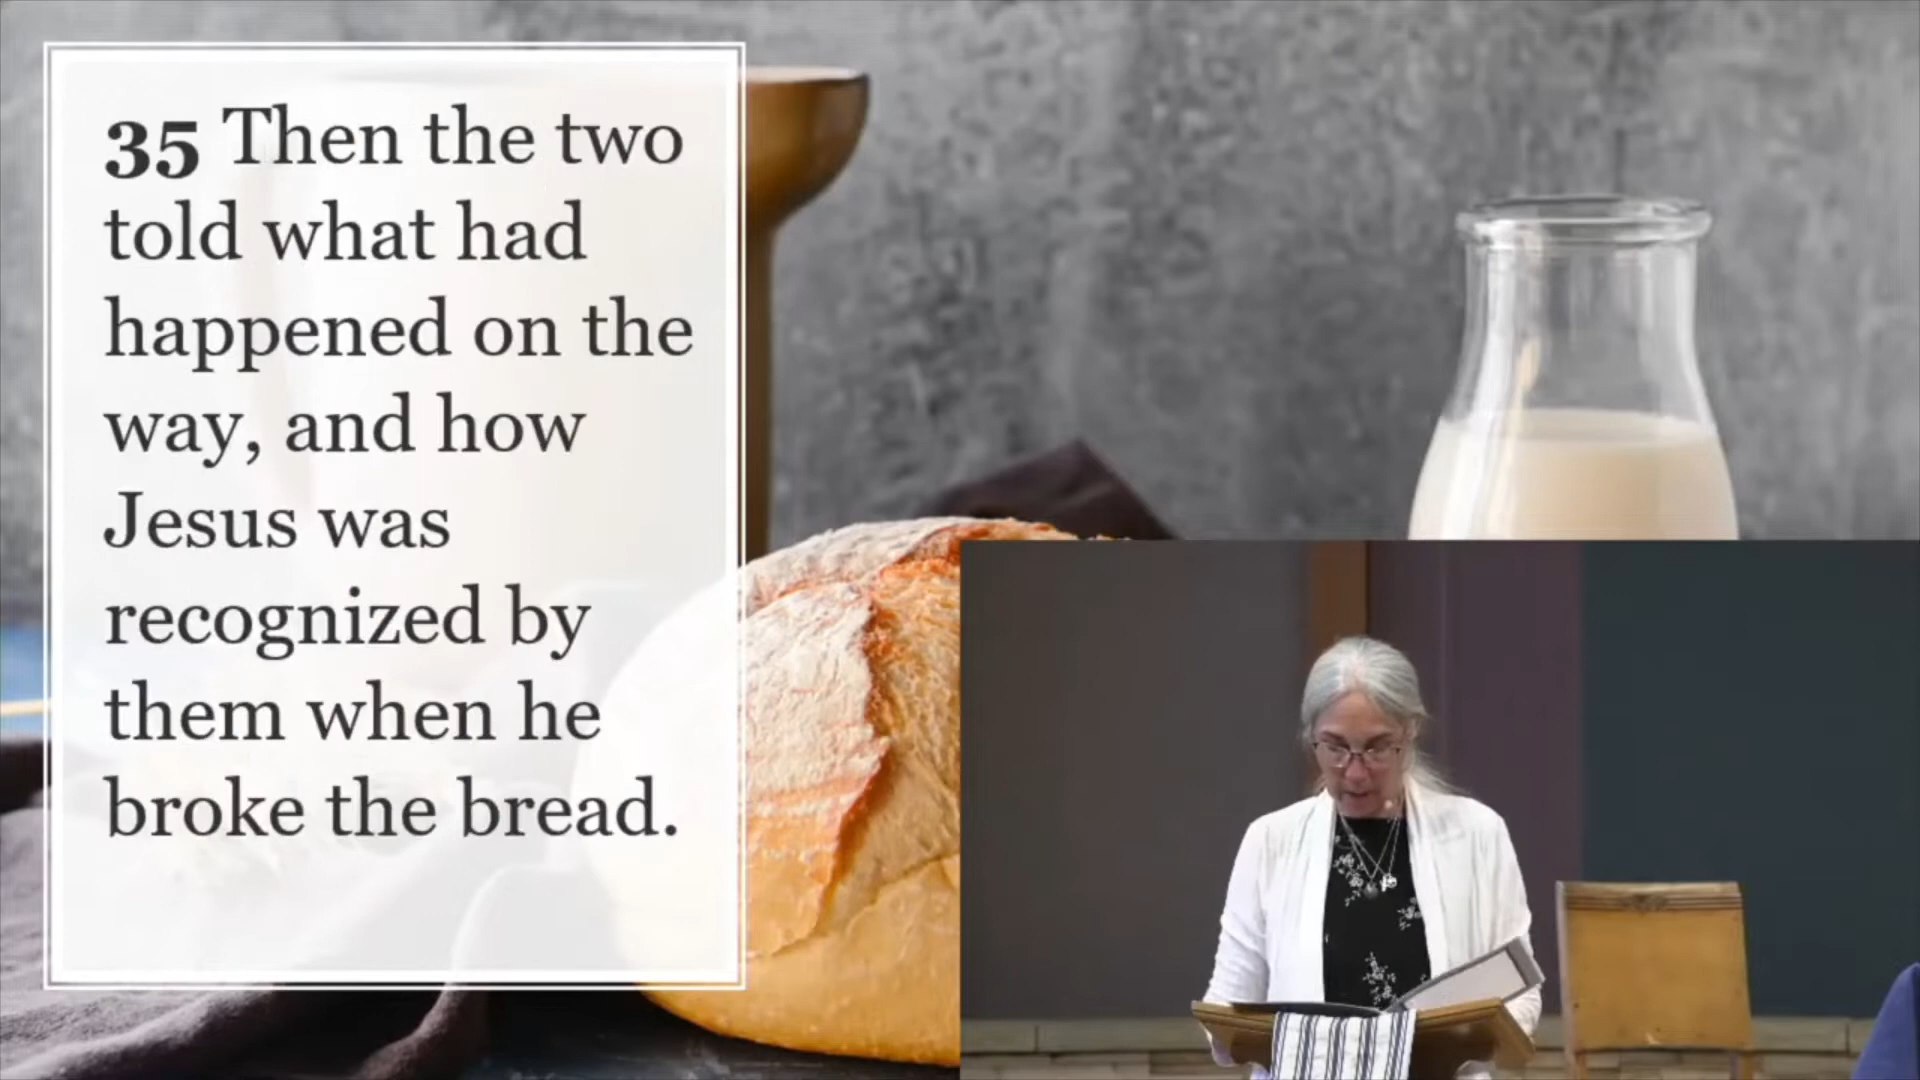 35 Then the two
told what had
happened on the
way, and how
Jesus was
recognized by
them when he
broke the bread.